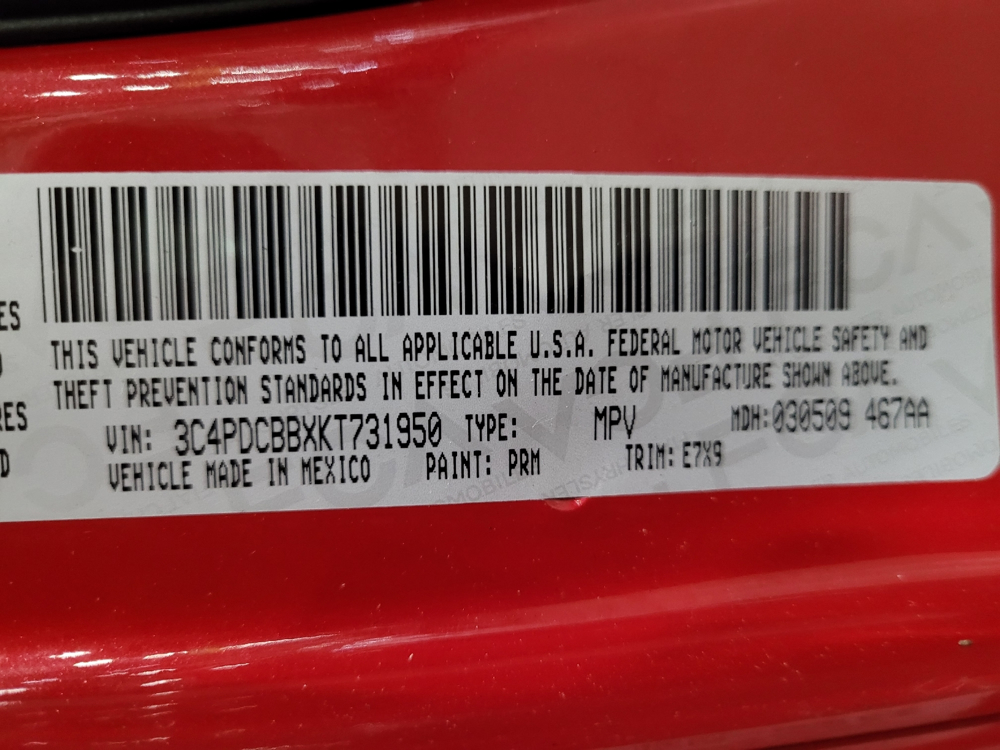 ES
THIS VEHICLE CONFORMS TO ALL APPLICABLE U.S.A. FEDERAL MOTOR VEHICLE SAFETY AND
THEFT PREVENTION STANDARDS IN EFFECT ON THE DATE OF MANUFACTURE SHOWN ABOVE.
RES
VIN: 3C4PDCBBXKT731950 TYPE: MPV MDH:030509 467AA
D
VEHICLE MADE IN MEXICO PAINT: PRM TRIM: E7X9